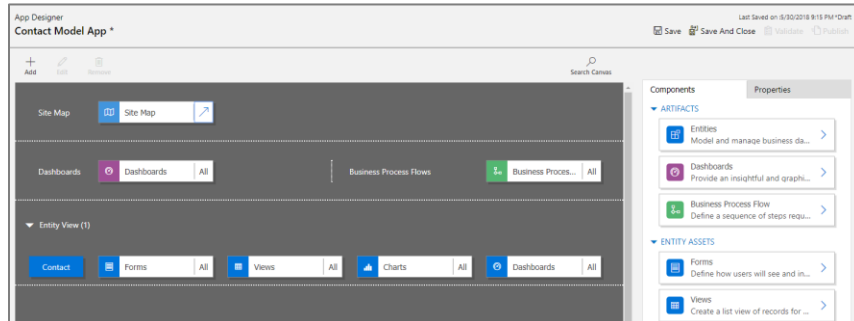 App Designer
Last Saved on :5/30/2018 9:15 PM *Draft
Contact Model App *
Save Save And Close Validate Publish
Add Edit Remove
Search Canvas
Components Properties
ARTIFACTS
Site Map Site Map
Entities
Model and manage business da...
Dashboards Dashboards All Business Process Flows Business Proces... All
Dashboards
Provide an insightful and graphi...
Business Process Flow
Define a sequence of steps requ...
Entity View (1)
ENTITY ASSETS
Contact Forms All Views All Charts All Dashboards All
Forms
Define how users will see and in...
Views
Create a list view of records for ...